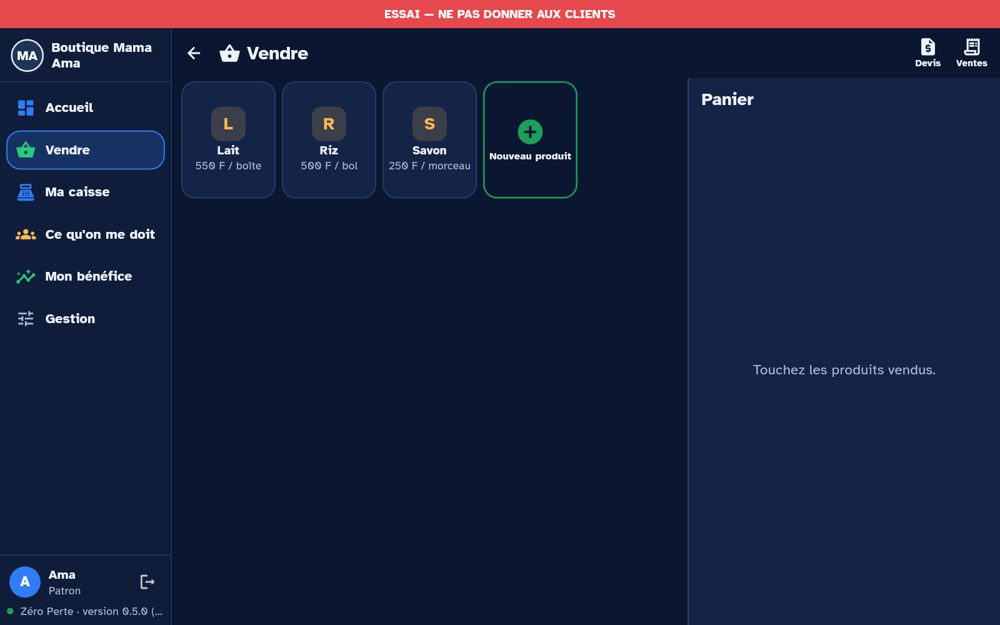 ESSAI — NE PAS DONNER AUX CLIENTS
MA
Boutique Mama
Ama
Accueil
Vendre
Ma caisse
Ce qu'on me doit
Mon bénéfice
Gestion
A
Ama
Patron
Zéro Perte · version 0.5.0 (...
Vendre
Devis
Ventes
L
Lait
550 F / boîte
R
Riz
500 F / bol
S
Savon
250 F / morceau
Nouveau produit
Panier
Touchez les produits vendus.